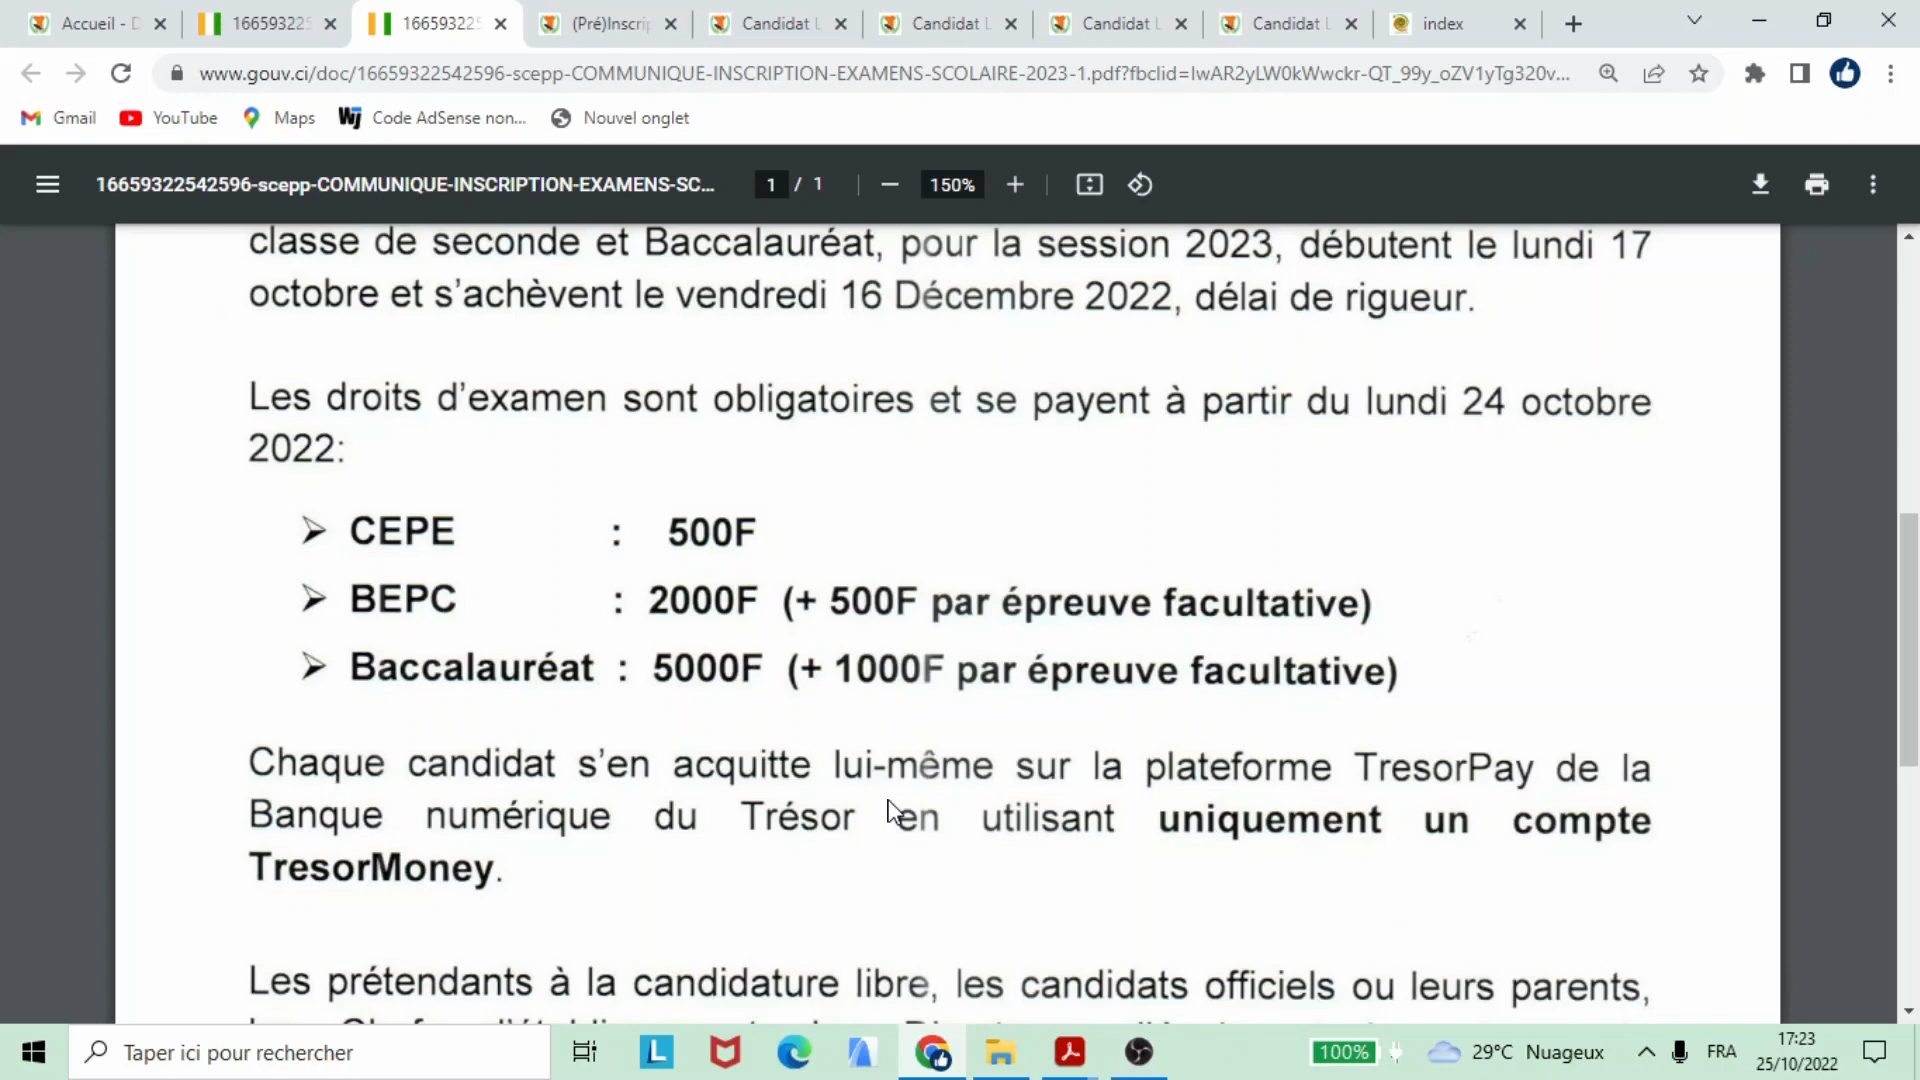 Accueil - D
166593225
166593225
(Pré)Inscrip
Candidat L
Candidat L
Candidat L
Candidat L
index
www.gouv.ci/doc/16659322542596-scepp-COMMUNIQUE-INSCRIPTION-EXAMENS-SCOLAIRE-2023-1.pdf?fbclid=IwAR2yLW0kWwckr-QT_99y_oZV1yTg320v...
Gmail
YouTube
Maps
Code AdSense non...
Nouvel onglet
16659322542596-scepp-COMMUNIQUE-INSCRIPTION-EXAMENS-SC...
1 / 1
150%
classe de seconde et Baccalauréat, pour la session 2023, débutent le lundi 17
octobre et s'achèvent le vendredi 16 Décembre 2022, délai de rigueur.
Les droits d'examen sont obligatoires et se payent à partir du lundi 24 octobre
2022:
➢ CEPE : 500F
➢ BEPC : 2000F (+ 500F par épreuve facultative)
➢ Baccalauréat : 5000F (+ 1000F par épreuve facultative)
Chaque candidat s'en acquitte lui-même sur la plateforme TresorPay de la
Banque numérique du Trésor en utilisant uniquement un compte
TresorMoney.
Les prétendants à la candidature libre, les candidats officiels ou leurs parents,
Taper ici pour rechercher
100%
29°C Nuageux
FRA
17:23
25/10/2022